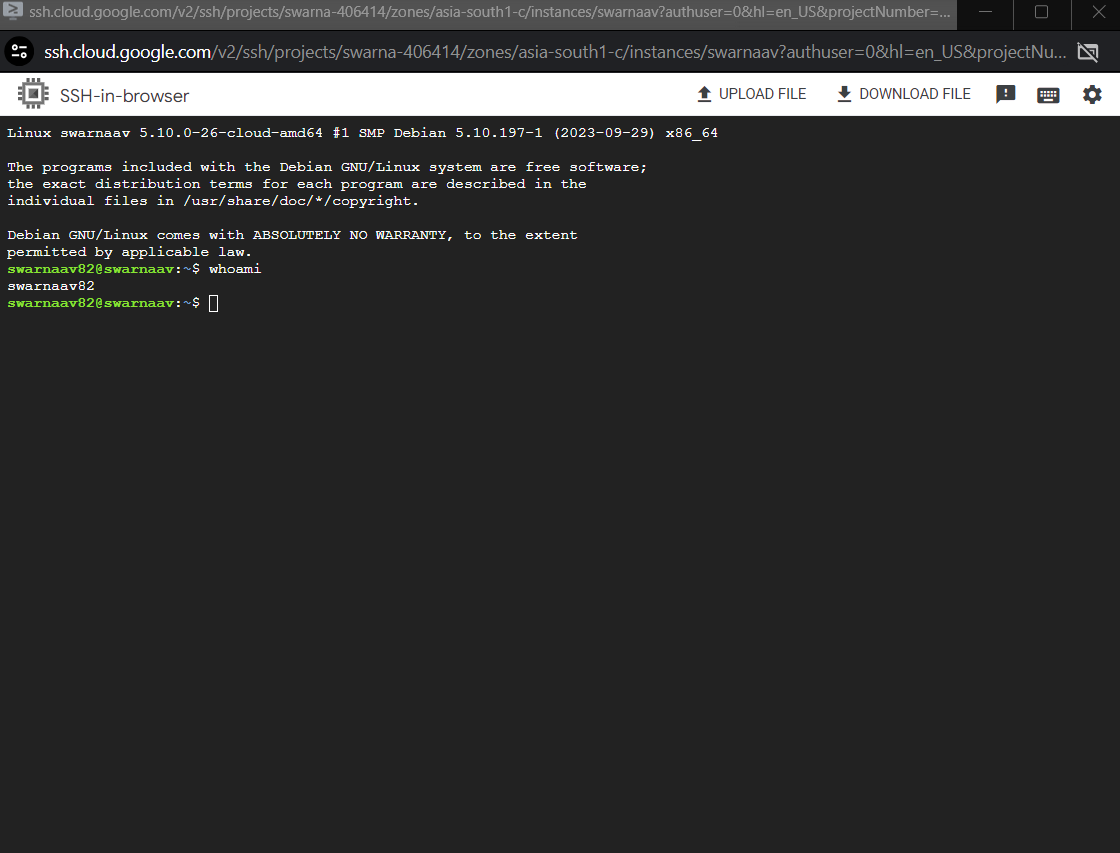 ssh.cloud.google.com/v2/ssh/projects/swarna-406414/zones/asia-south1-c/instances/swarnaav?authuser=0&hl=en_US&projectNumber=...
ssh.cloud.google.com/v2/ssh/projects/swarna-406414/zones/asia-south1-c/instances/swarnaav?authuser=0&hl=en_US&projectNu...
SSH-in-browser UPLOAD FILE DOWNLOAD FILE
Linux swarnaav 5.10.0-26-cloud-amd64 #1 SMP Debian 5.10.197-1 (2023-09-29) x86_64
The programs included with the Debian GNU/Linux system are free software;
the exact distribution terms for each program are described in the
individual files in /usr/share/doc/*/copyright.
Debian GNU/Linux comes with ABSOLUTELY NO WARRANTY, to the extent
permitted by applicable law.
swarnaav82@swarnaav:~$ whoami
swarnaav82
swarnaav82@swarnaav:~$